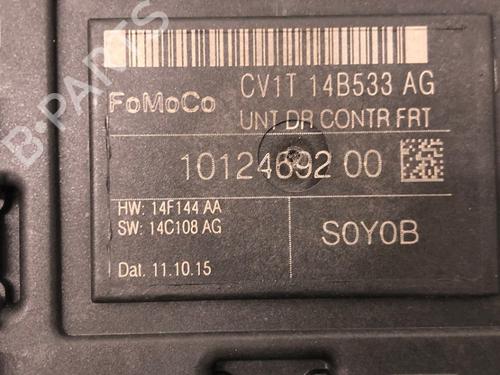 CV1T 14B533 AG
FoMoCo
UNT DR CONTR FRT
10124692 00
HW: 14F144 AA
SW: 14C108 AG
S0Y0B
Dat. 11.10.15
B-PARTS